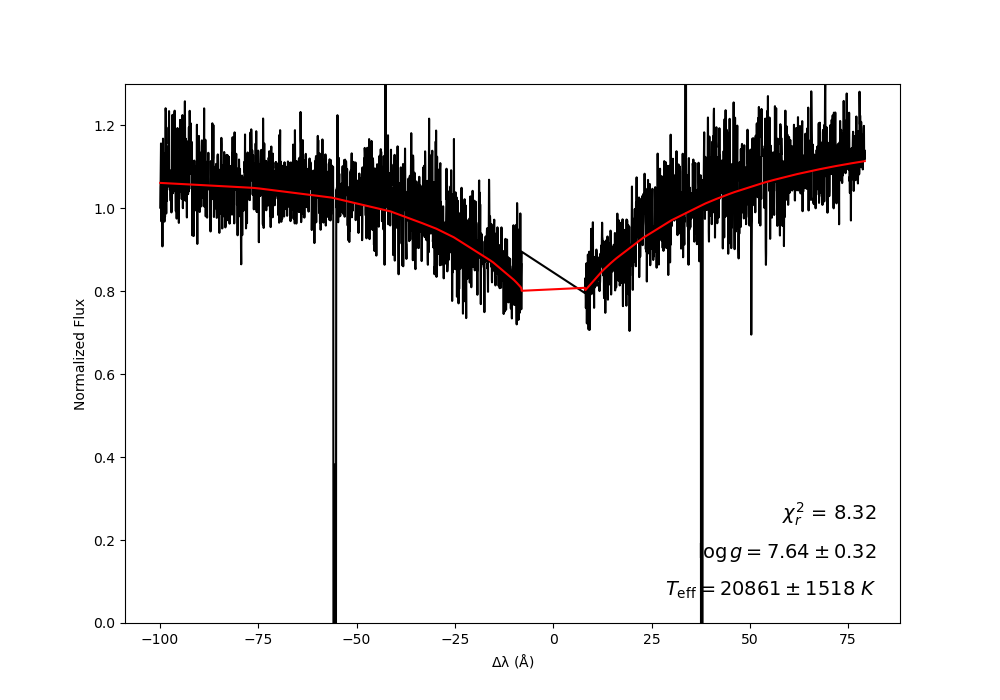 Normalized Flux
1.2
1.0
0.8
0.6
0.4
0.2
0.0
χ²ᵣ = 8.32
og g = 7.64 ± 0.32
T_eff = 20861 ± 1518 K
−100 −75 −50 −25 0 25 50 75
Δλ (Å)